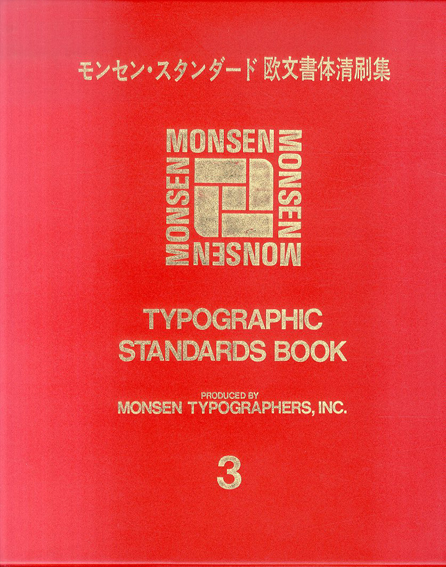 モンセン・スタンダード 欧文書体清刷集
MONSEN
MONSEN
MONSEN
MONSEN
TYPOGRAPHIC
STANDARDS BOOK
PRODUCED BY
MONSEN TYPOGRAPHERS, INC.
3